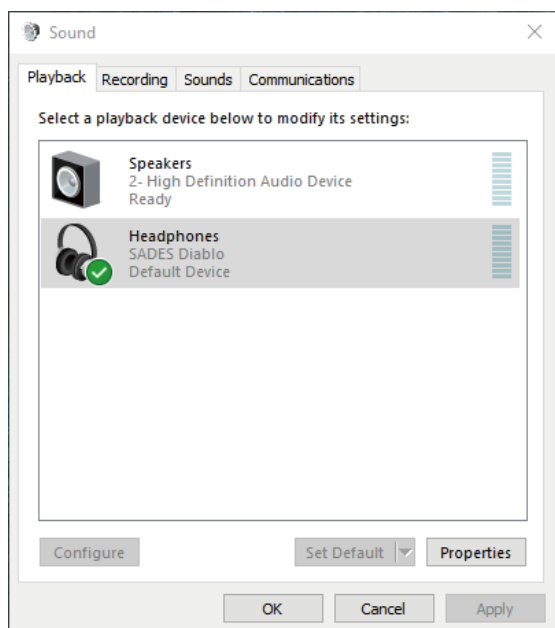 Sound
Playback Recording Sounds Communications
Select a playback device below to modify its settings:
Speakers
2- High Definition Audio Device
Ready
Headphones
SADES Diablo
Default Device
Configure Set Default Properties
OK Cancel Apply